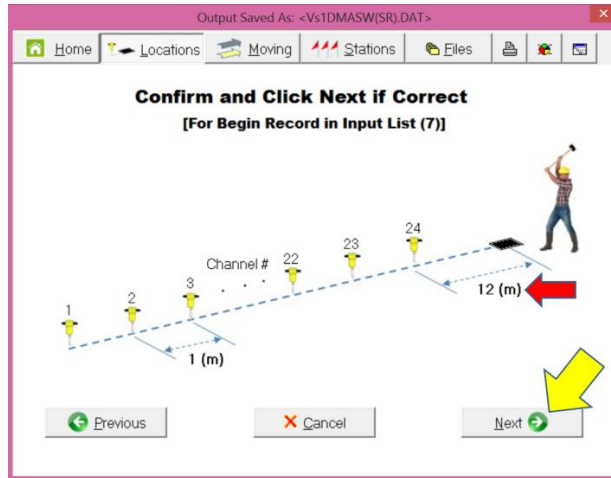 Output Saved As: <Vs1DMASW(SR).DAT>
Home Locations Moving Stations Files
Confirm and Click Next if Correct
[For Begin Record in Input List (7)]
24
23
22
Channel #
3
2
1
. . .
12 (m)
1 (m)
Previous Cancel Next